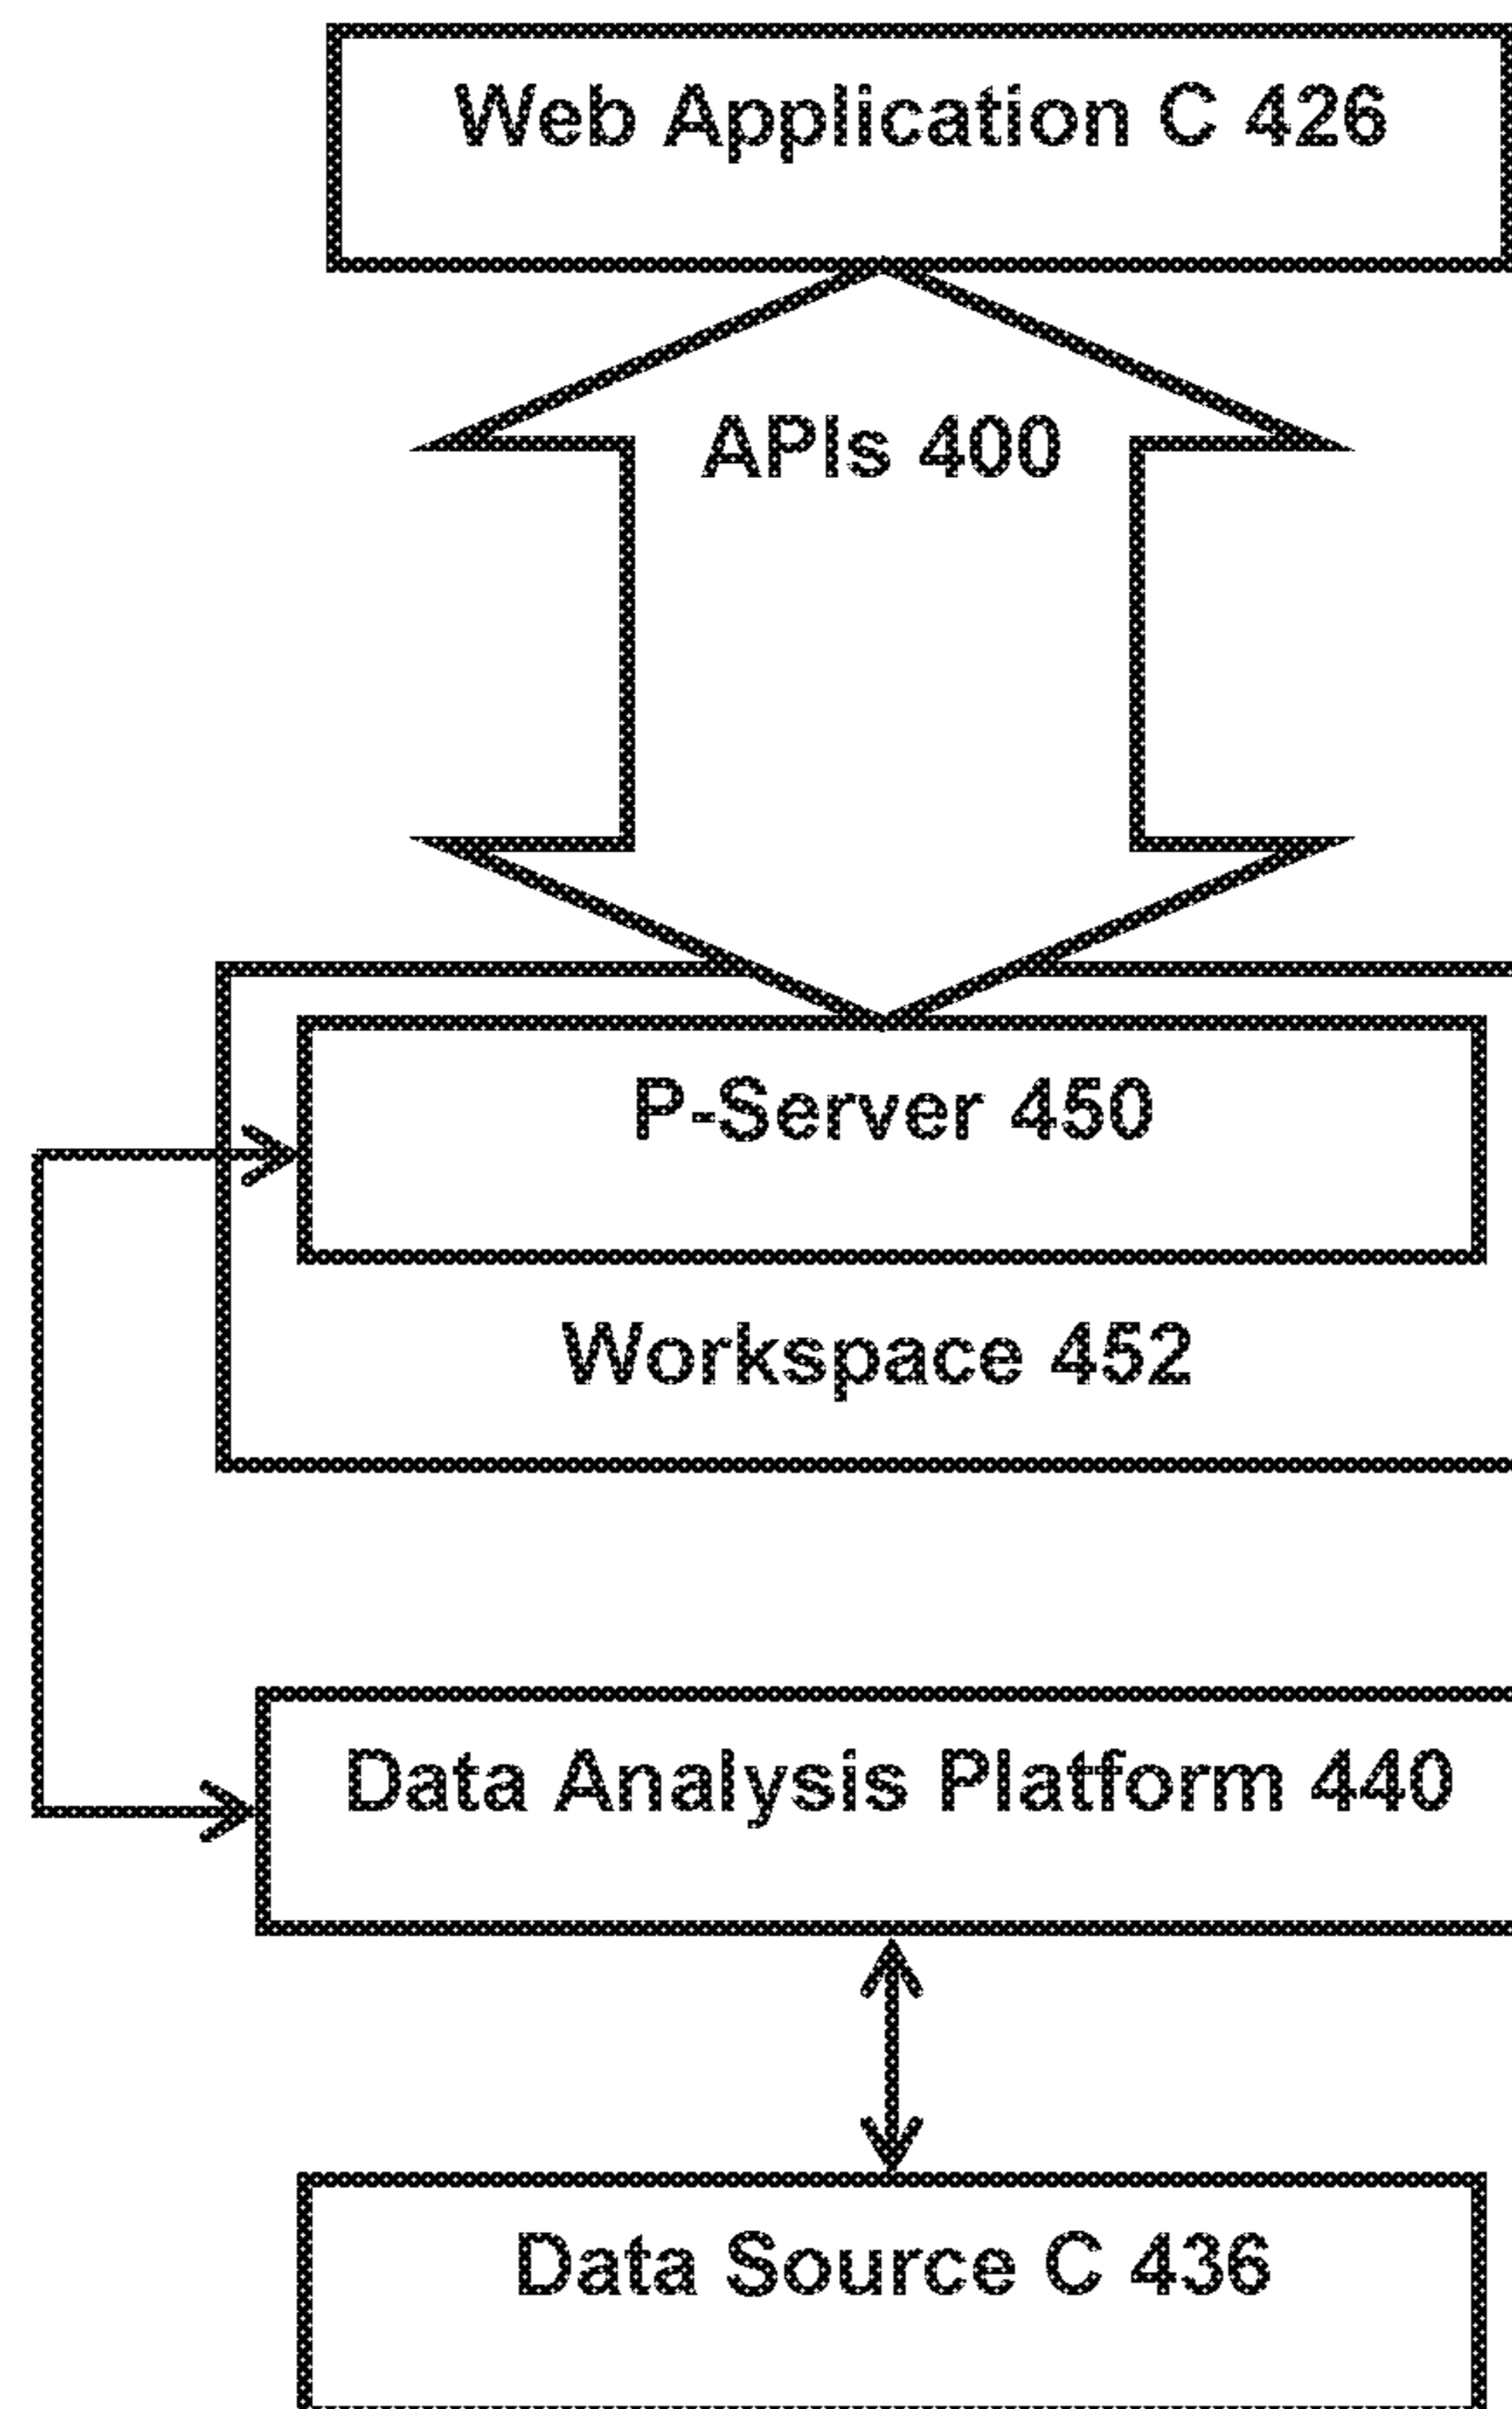 Web Application C 426
APIs 400
P-Server 450
Workspace 452
Data Analysis Platform 440
Data Source C 436